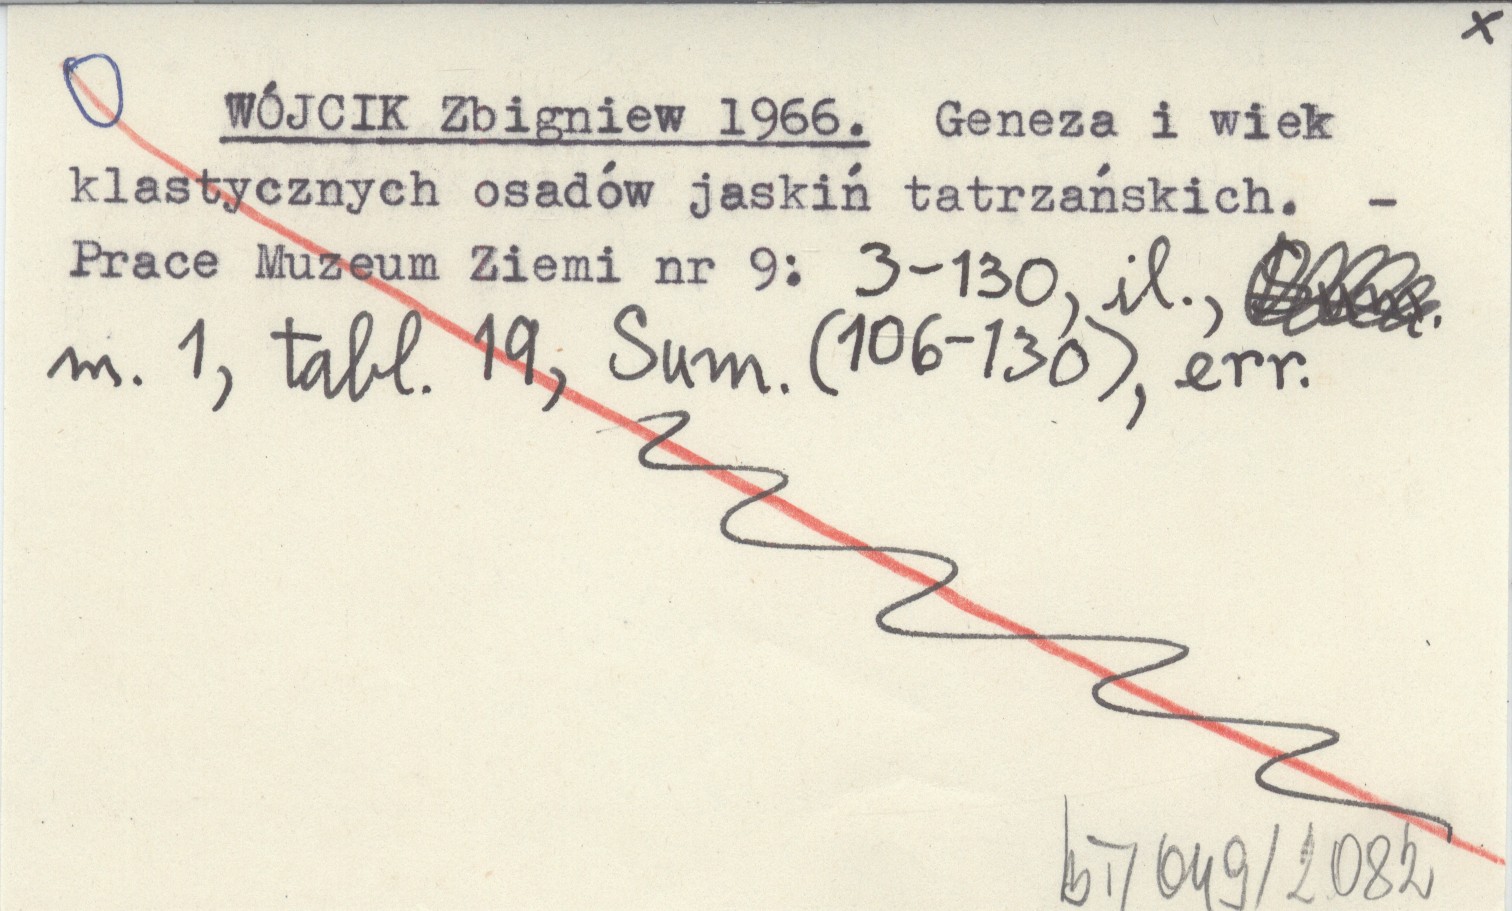 x
WÓJCIK Zbigniew 1966. Geneza i wiek
klastycznych osadów jaskiń tatrzańskich. -
Prace Muzeum Ziemi nr 9: 3-130, il.,
m. 1, tabl. 19, Sum. (106-130), err.
049/2082